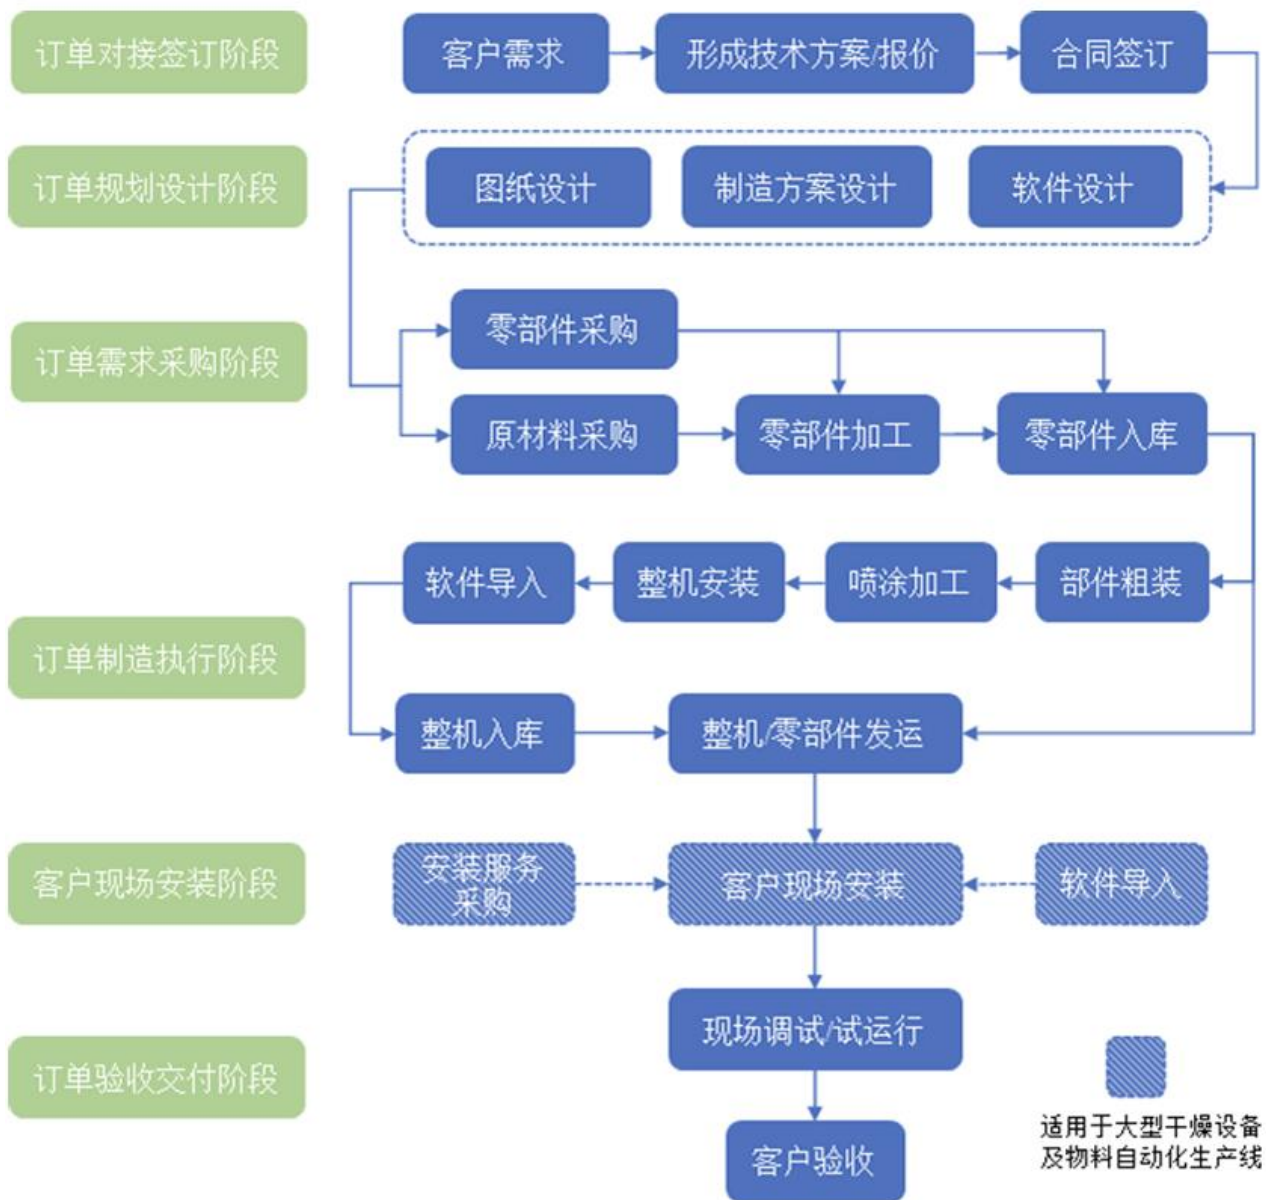 订单对接签订阶段
客户需求
形成技术方案/报价
合同签订
订单规划设计阶段
图纸设计
制造方案设计
软件设计
订单需求采购阶段
零部件采购
原材料采购
零部件加工
零部件入库
订单制造执行阶段
软件导入
整机安装
喷涂加工
部件粗装
整机入库
整机/零部件发运
客户现场安装阶段
安装服务
采购
客户现场安装
软件导入
订单验收交付阶段
现场调试/试运行
客户验收
适用于大型干燥设备
及物料自动化生产线